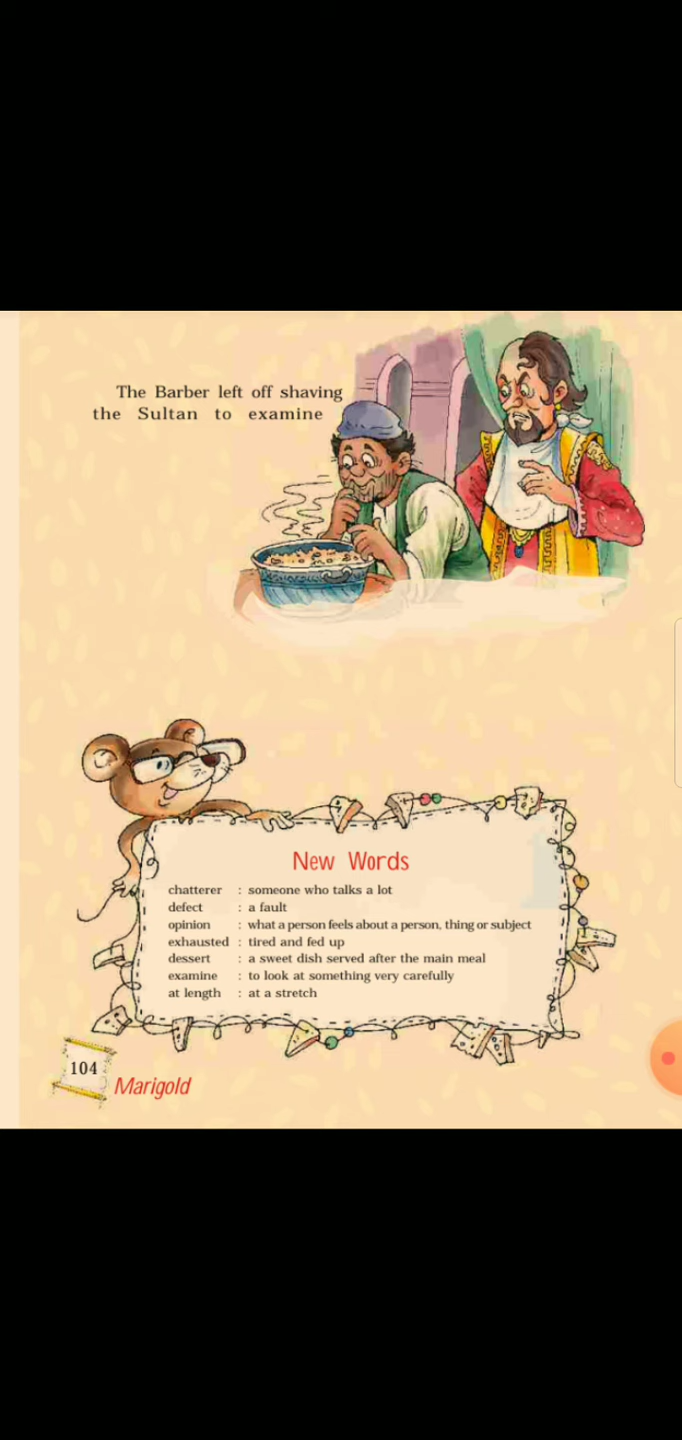 The Barber left off shaving
the Sultan to examine
New Words
chatterer : someone who talks a lot
defect : a fault
opinion : what a person feels about a person, thing or subject
exhausted : tired and fed up
dessert : a sweet dish served after the main meal
examine : to look at something very carefully
at length : at a stretch
104
Marigold